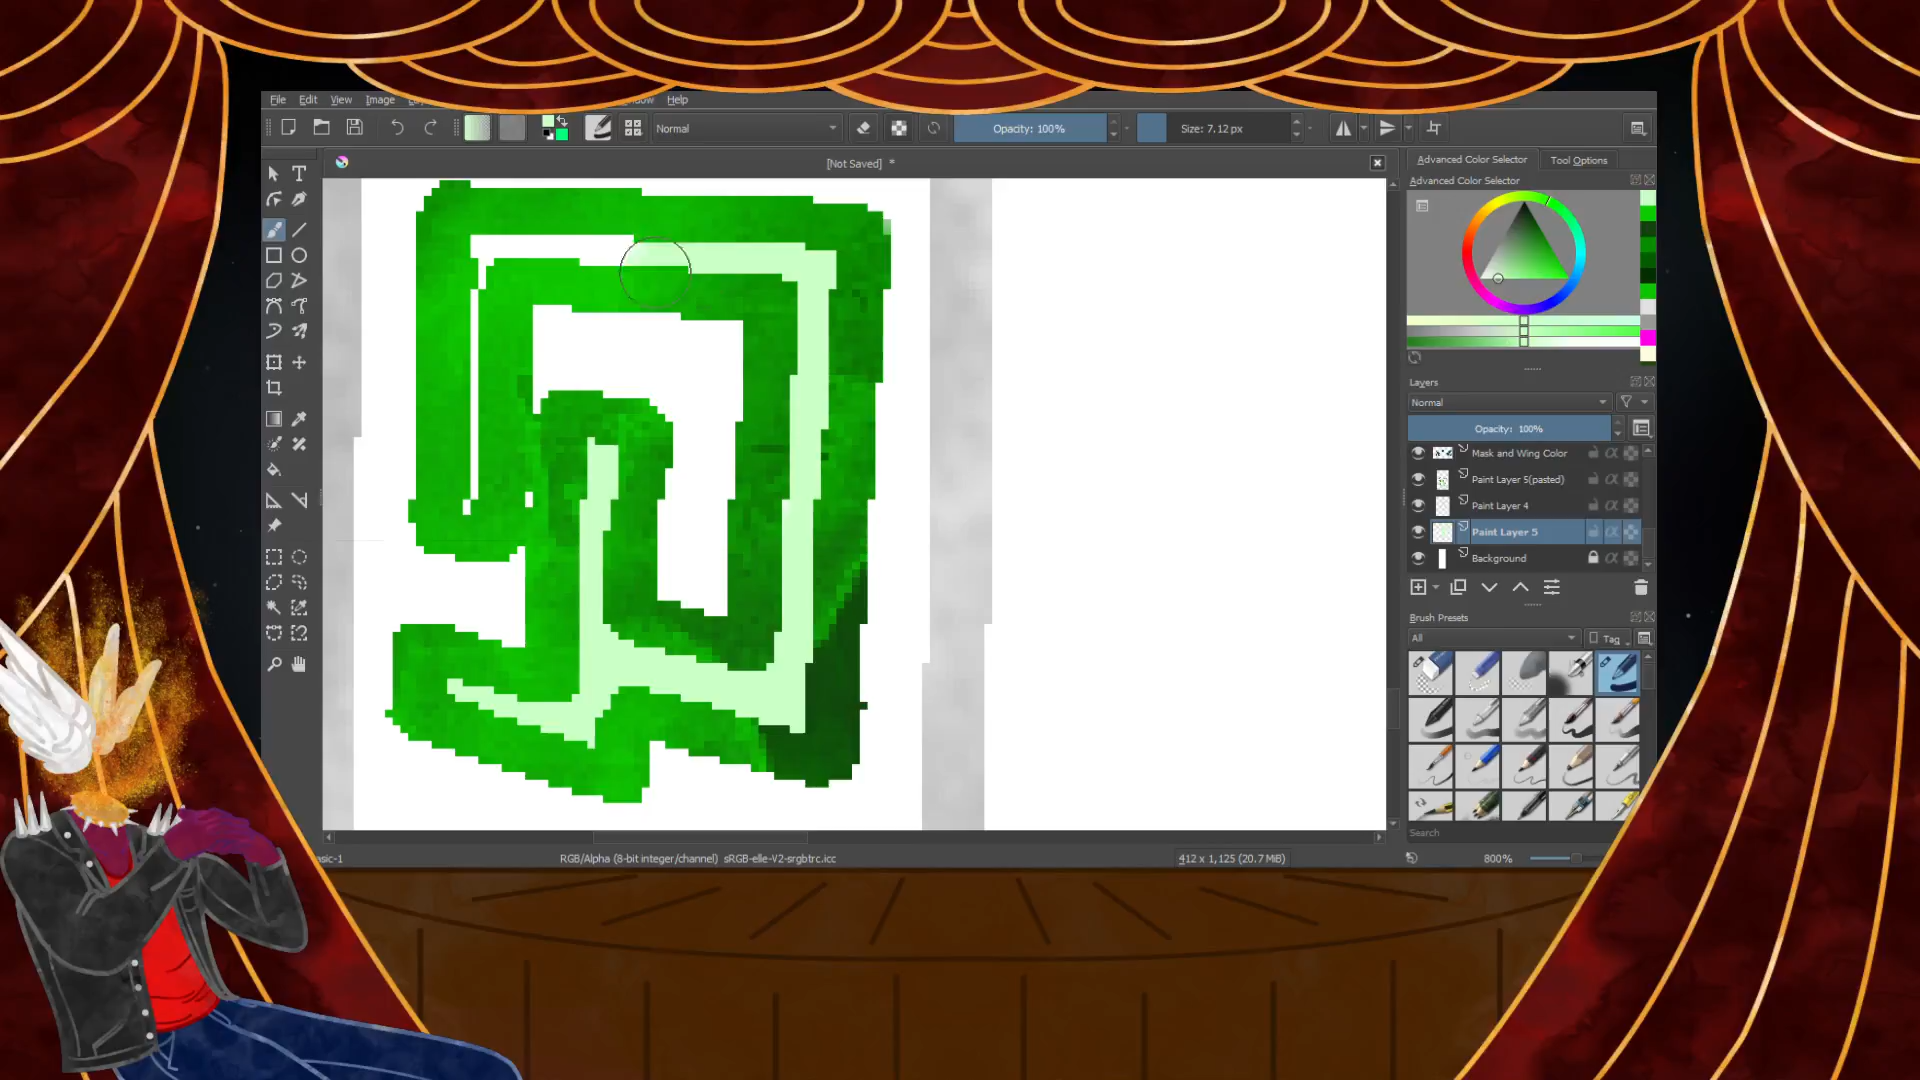 File Edit View Image Help
Normal
Opacity: 100%
Size: 7.12 px
[Not Saved] *
Advanced Color Selector
Tool Options
Advanced Color Selector
Layers
Normal
Opacity: 100%
Mask and Wing Color
Paint Layer 5(pasted)
Paint Layer 4
Paint Layer 5
Background
Brush Presets
All
Tag
Search
RGB/Alpha (8-bit integer/channel) sRGB-elle-V2-srgbtrc.icc
412 x 1,125 (20.7 MiB)
800%